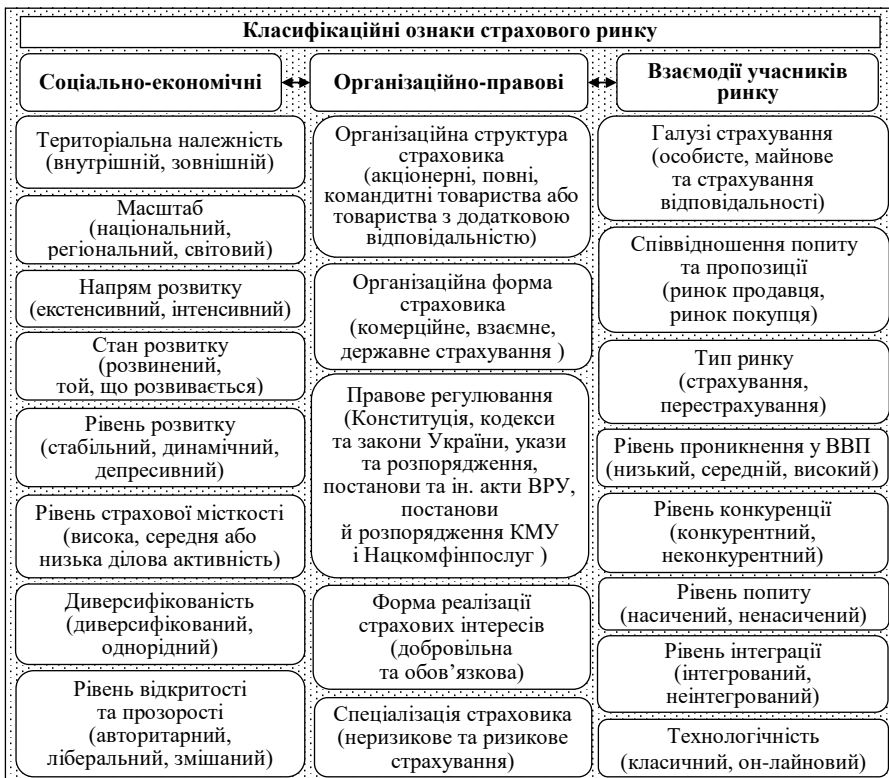 Класифікаційні ознаки страхового ринку
Соціально-економічні
Територіальна належність
(внутрішній, зовнішній)
Масштаб
(національний,
регіональний, світовий)
Напрям розвитку
(екстенсивний, інтенсивний)
Стан розвитку
(розвинений,
той, що розвивається)
Рівень розвитку
(стабільний, динамічний,
депресивний)
Рівень страхової місткості
(висока, середня або
низька ділова активність)
Диверсифікованість
(диверсифікований,
однорідний)
Рівень відкритості
та прозорості
(авторитарний,
ліберальний, змішаний)
Організаційно-правові
Організаційна структура
страховика
(акціонерні, повні,
командитні товариства або
товариства з додатковою
відповідальністю)
Організаційна форма
страховика
(комерційне, взаємне,
державне страхування )
Правове регулювання
(Конституція, кодекси
та закони України, укази
та розпорядження,
постанови та ін. акти ВРУ,
постанови
й розпорядження КМУ
і Нацкомфінпослуг )
Форма реалізації
страхових інтересів
(добровільна
та обов’язкова)
Спеціалізація страховика
(неризикове та ризикове
страхування)
Взаємодії учасників
ринку
Галузі страхування
(особисте, майнове
та страхування
відповідальності)
Співвідношення попиту
та пропозиції
(ринок продавця,
ринок покупця)
Тип ринку
(страхування,
перестрахування)
Рівень проникнення у ВВП
(низький, середній, високий)
Рівень конкуренції
(конкурентний,
неконкурентний)
Рівень попиту
(насичений, ненасичений)
Рівень інтеграції
(інтегрований,
неінтегрований)
Технологічність
(класичний, он-лайновий)